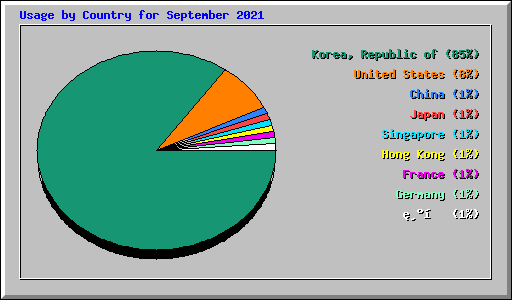 Usage by Country for September 2021
Korea, Republic of (85%)
United States (8%)
China (1%)
Japan (1%)
Singapore (1%)
Hong Kong (1%)
France (1%)
Germany (1%)
(1%)